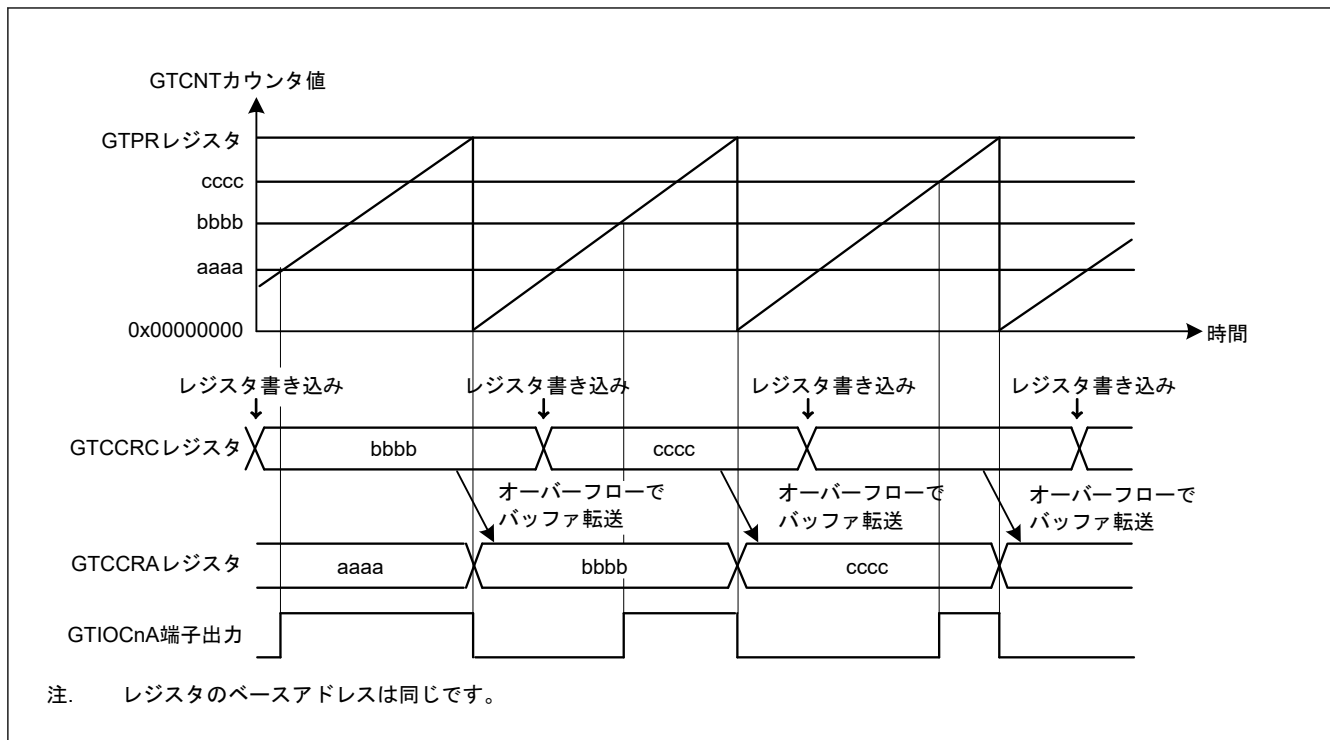 GTCNTカウンタ値
GTPRレジスタ
cccc
bbbb
aaaa
0x00000000
時間
レジスタ書き込み レジスタ書き込み レジスタ書き込み レジスタ書き込み
GTCCRCレジスタ bbbb cccc
オーバーフローで オーバーフローで オーバーフローで
バッファ転送 バッファ転送 バッファ転送
GTCCRAレジスタ aaaa bbbb cccc
GTIOCnA端子出力
注. レジスタのベースアドレスは同じです。